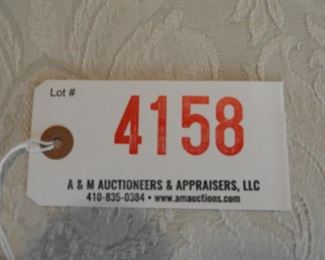 Lot #
4158
A & M AUCTIONEERS & APPRAISERS, LLC
410-835-0384 • www.amauctions.com